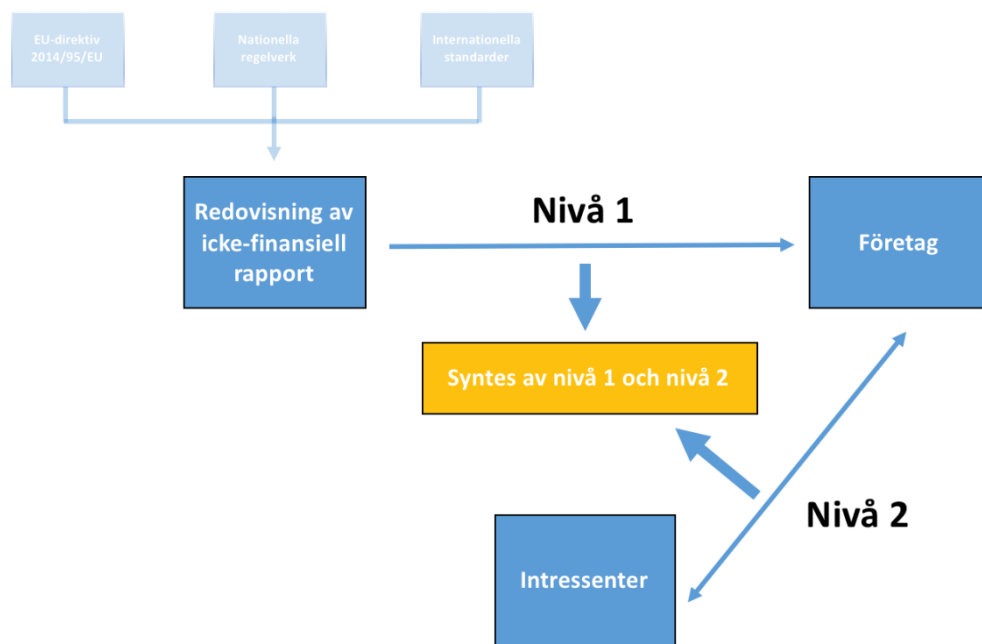 EU-direktiv
2014/95/EU
Nationella
regelverk
Internationella
standarder
Redovisning av
icke-finansiell
rapport
Nivå 1
Företag
Syntes av nivå 1 och nivå 2
Nivå 2
Intressenter